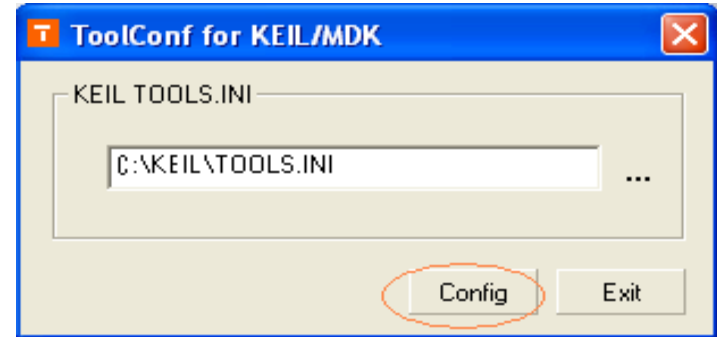 T ToolConf for KEIL/MDK
KEIL TOOLS.INI
C:\KEIL\TOOLS.INI
...
Config Exit